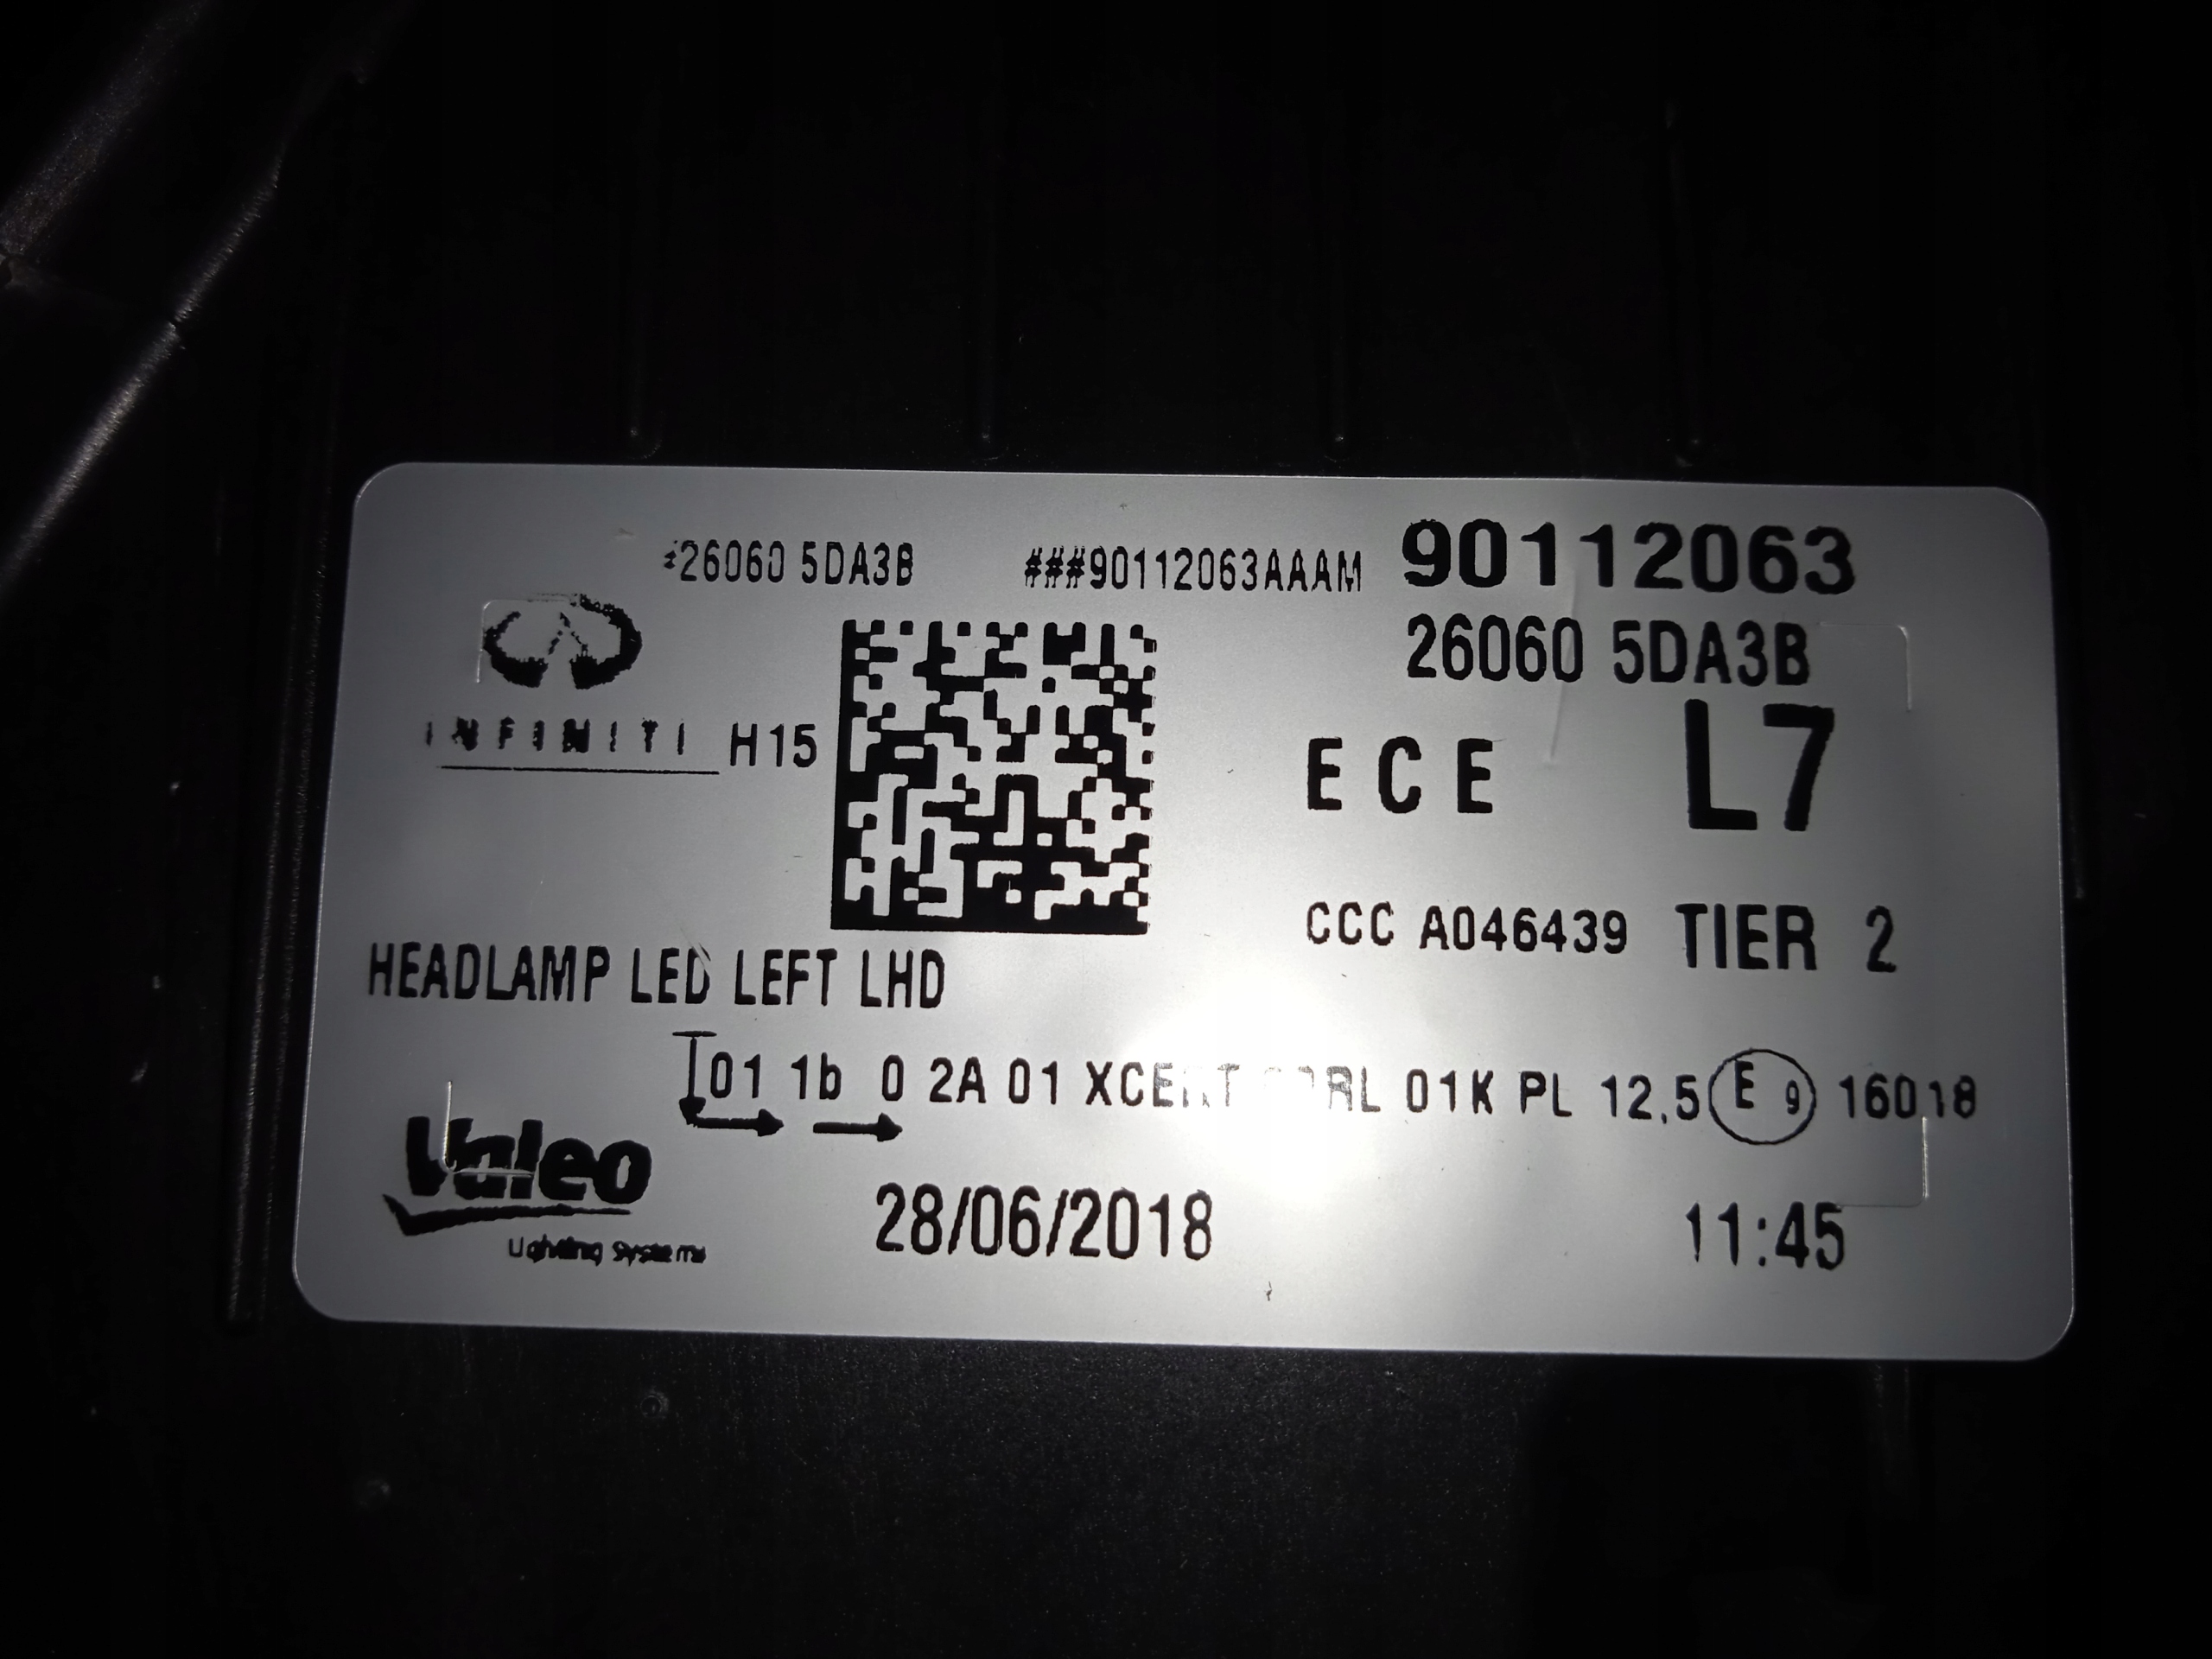 26060 5DA3B ###90112063AAAM 90112063
26060 5DA3B
INFINITI H15
ECE L7
CCC A046439 TIER 2
HEADLAMP LED LEFT LHD
01 1b 0 2A 01 RL 01K PL 12,5 E 9 16018
Valeo
Lighting Systems
28/06/2018 11:45